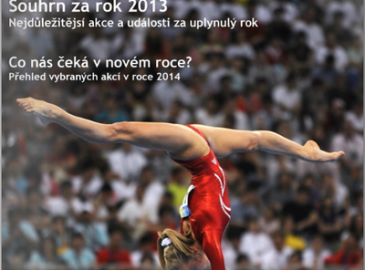 Souhrn za rok 2013
Nejdůležitější akce a události za uplynulý rok
Co nás čeká v novém roce?
Přehled vybraných akcí v roce 2014